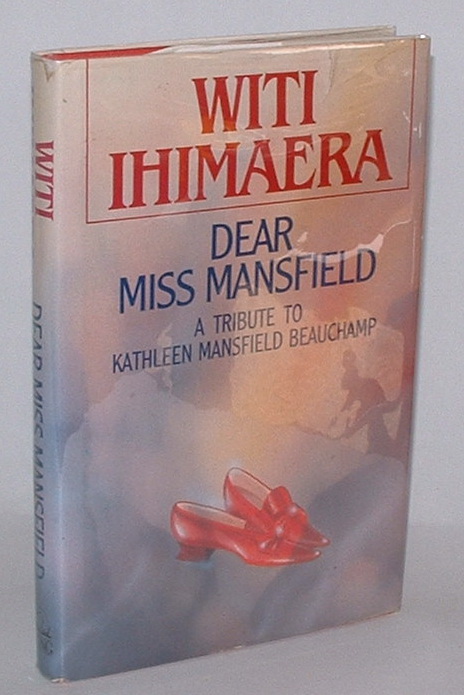 WITI
IHIMAERA
DEAR
MISS MANSFIELD
A TRIBUTE TO
KATHLEEN MANSFIELD BEAUCHAMP
WITI
DEAR MISS MANSFIELD